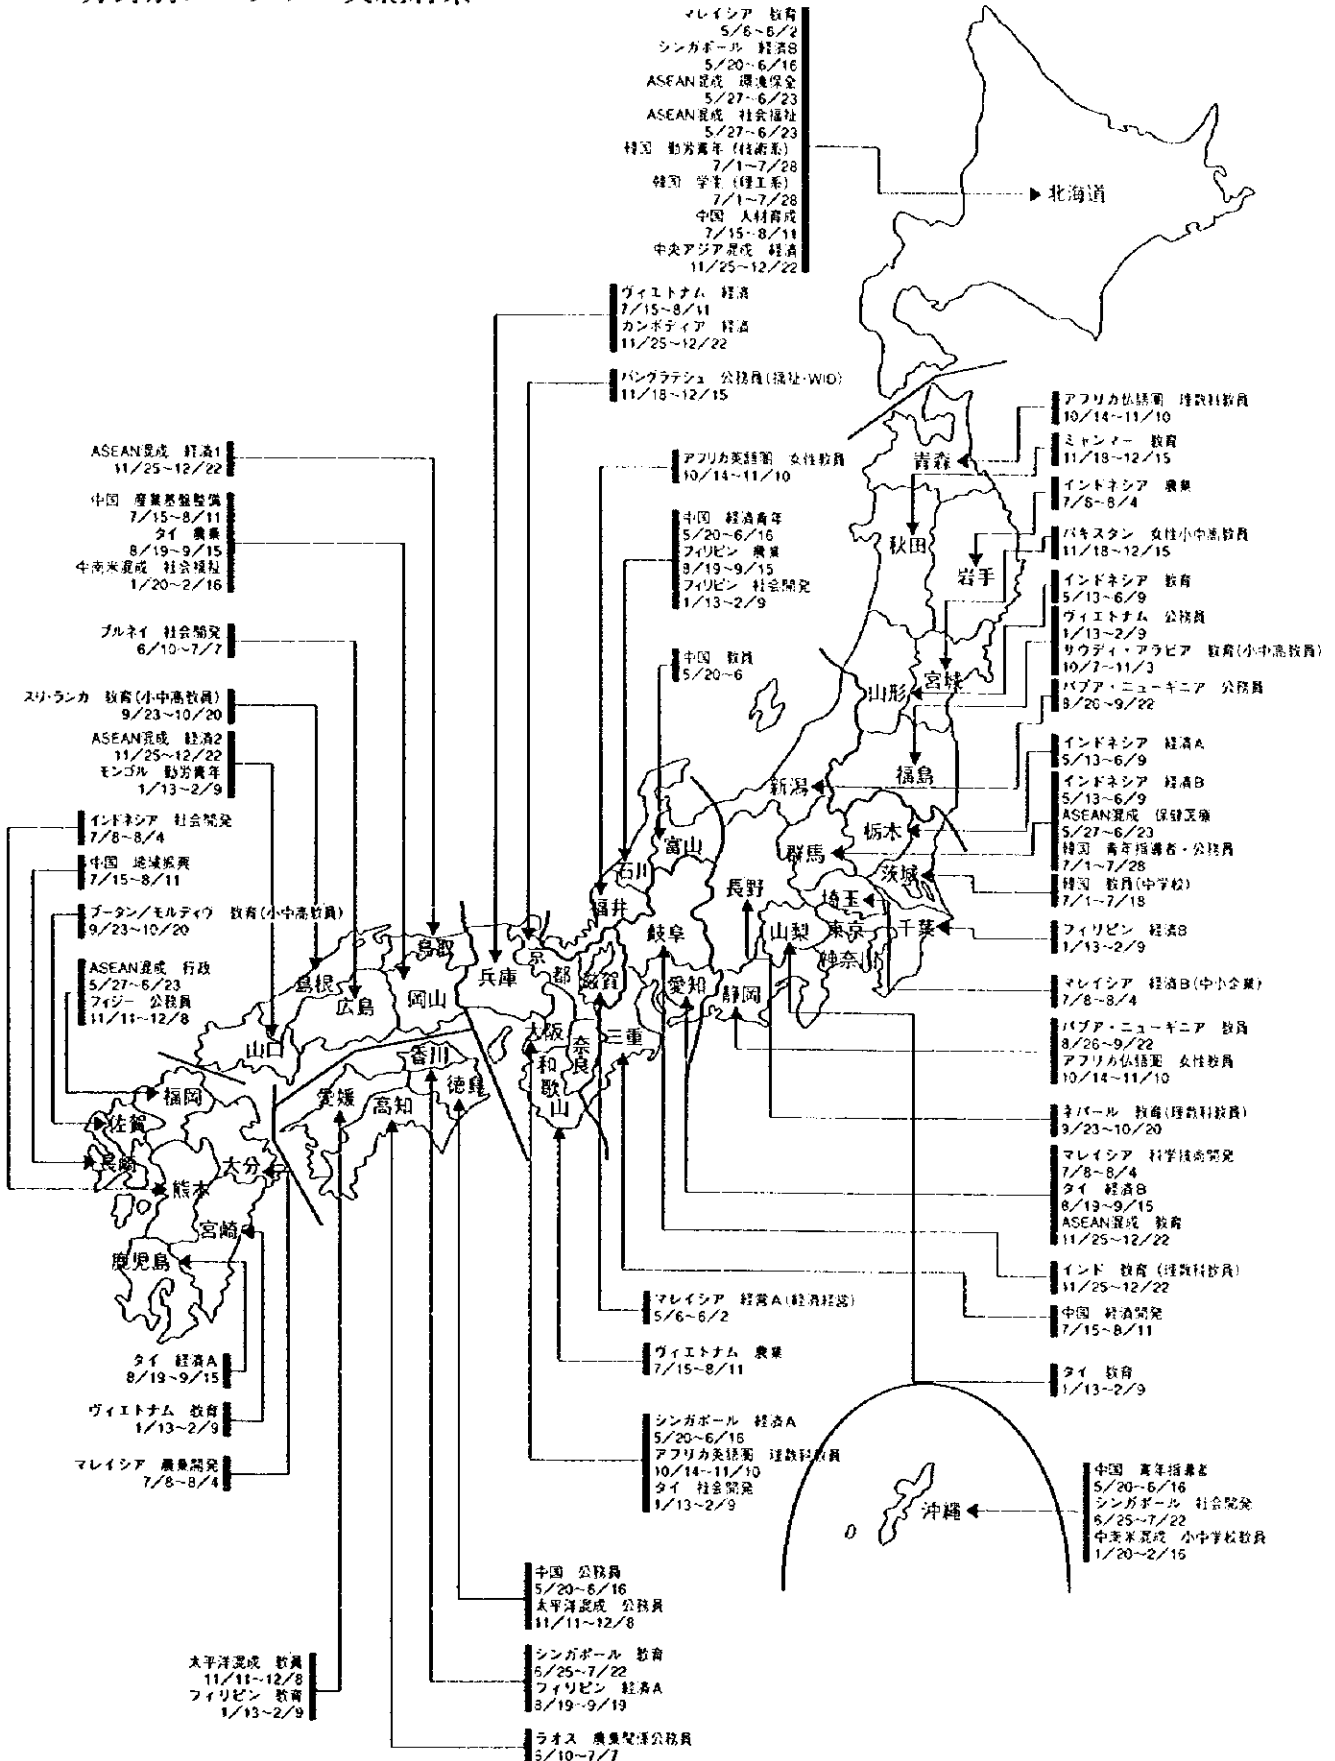 マレイシア 教育
5/6~6/2
シンガポール 経済B
5/20~6/16
ASEAN混成 環境保全
5/27~6/23
ASEAN混成 社会福祉
5/27~6/23
韓国 勤労青年(技術系)
7/1~7/28
韓国 学生(理工系)
7/1~7/28
中国 人材育成
7/15~8/11
中央アジア混成 経済
11/25~12/22
北海道
ヴィエトナム 経済
7/15~8/11
カンボディア 経済
11/25~12/22
バングラデシュ 公務員(福祉・WID)
11/18~12/15
アフリカ仏語圏 理数科教員
10/14~11/10
ミャンマー 教育
11/18~12/15
インドネシア 農業
7/8~8/4
パキスタン 女性小中高教員
11/18~12/15
インドネシア 教育
5/13~6/9
ヴィエトナム 公務員
1/13~2/9
サウディ・アラビア 教育(小中高教員)
10/7~11/3
パプア・ニューギニア 公務員
8/26~9/22
インドネシア 経済A
5/13~6/9
インドネシア 経済B
5/13~6/9
ASEAN混成 保健医療
5/27~6/23
韓国 青年指導者・公務員
7/1~7/28
韓国 教員(中学校)
7/1~7/18
フィリピン 経済B
1/13~2/9
マレイシア 経済B(中小企業)
7/8~8/4
パプア・ニューギニア 教員
8/26~9/22
アフリカ仏語圏 女性教員
10/14~11/10
ネパール 教育(理数科教員)
9/23~10/20
マレイシア 科学技術開発
7/8~8/4
タイ 経済B
8/19~9/15
ASEAN混成 教育
11/25~12/22
インド 教育(理数科教員)
11/25~12/22
中国 経済開発
7/15~8/11
タイ 教育
1/13~2/9
アフリカ英語圏 女性教員
10/14~11/10
中国 経済青年
5/20~6/16
フィリピン 農業
8/19~9/15
フィリピン 社会開発
1/13~2/9
中国 教員
5/20~6
ASEAN混成 経済1
11/25~12/22
中国 産業基盤整備
7/15~8/11
タイ 農業
8/19~9/15
中南米混成 社会福祉
1/20~2/16
ブルネイ 社会開発
6/10~7/7
スリ・ランカ 教育(小中高教員)
9/23~10/20
ASEAN混成 経済2
11/25~12/22
モンゴル 勤労青年
1/13~2/9
インドネシア 社会開発
7/8~8/4
中国 地域振興
7/15~8/11
ブータン/モルディヴ 教育(小中高教員)
9/23~10/20
ASEAN混成 行政
5/27~6/23
フィジー 公務員
11/11~12/8
青森
秋田
岩手
宮城
山形
福島
新潟
栃木
群馬
茨城
埼玉
東京
千葉
神奈川
山梨
長野
静岡
富山
石川
福井
岐阜
愛知
三重
滋賀
京都
兵庫
大阪
奈良
和歌山
鳥取
島根
岡山
広島
山口
香川
徳島
愛媛
高知
福岡
佐賀
長崎
大分
熊本
宮崎
鹿児島
マレイシア 経営A(経済経営)
5/6~6/2
ヴィエトナム 農業
7/15~8/11
シンガポール 経済A
5/20~6/16
アフリカ英語圏 理数科教員
10/14~11/10
タイ 社会開発
1/13~2/9
タイ 経済A
8/19~9/15
ヴィエトナム 教育
1/13~2/9
マレイシア 農業開発
7/8~8/4
沖縄
中国 青年指導者
5/20~6/16
シンガポール 社会開発
6/25~7/22
中南米混成 小中学校教員
1/20~2/16
中国 公務員
5/20~6/16
太平洋混成 公務員
11/11~12/8
シンガポール 教育
6/25~7/22
フィリピン 経済A
8/19~9/19
太平洋混成 教員
11/11~12/8
フィリピン 教育
1/13~2/9
ラオス 農業関係公務員
6/10~7/7